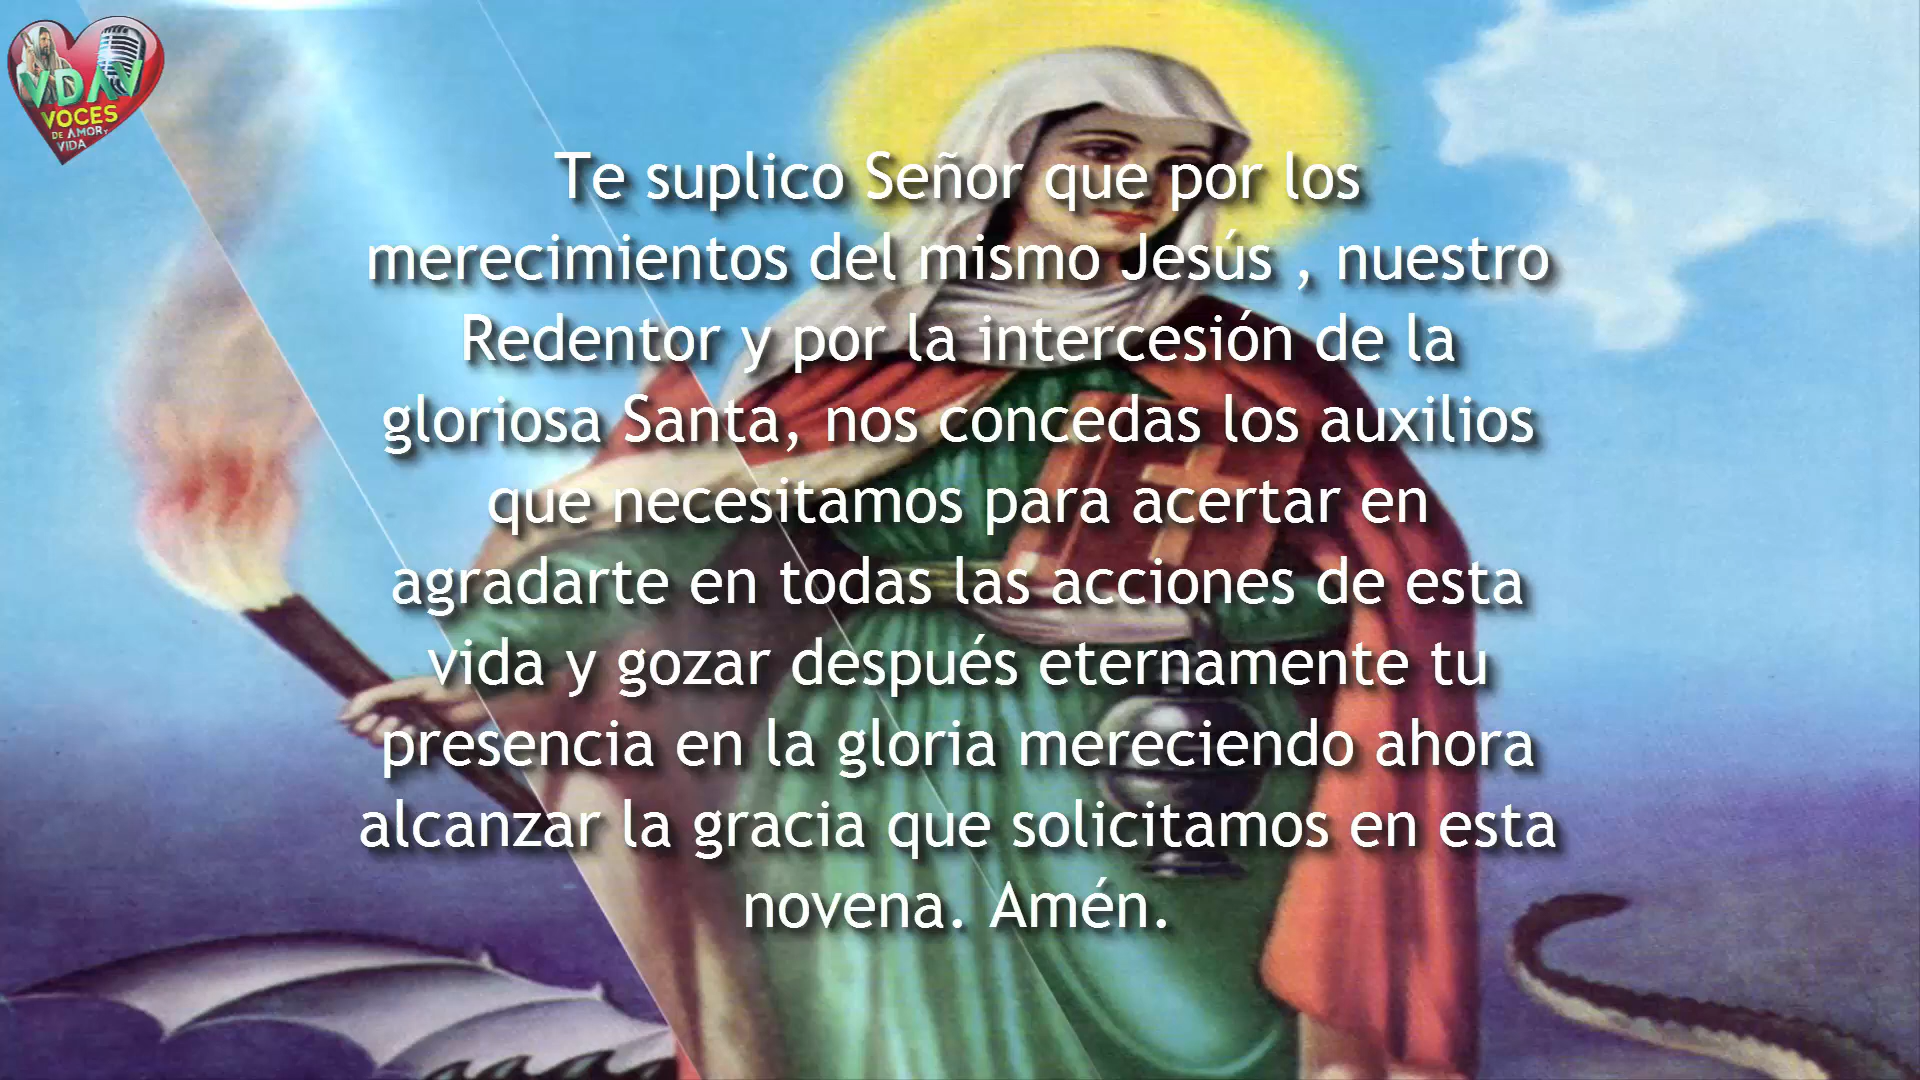 VDAV
VOCES
DE AMOR Y
VIDA
Te suplico Señor que por los
merecimientos del mismo Jesús , nuestro
Redentor y por la intercesión de la
gloriosa Santa, nos concedas los auxilios
que necesitamos para acertar en
agradarte en todas las acciones de esta
vida y gozar después eternamente tu
presencia en la gloria mereciendo ahora
alcanzar la gracia que solicitamos en esta
novena. Amén.